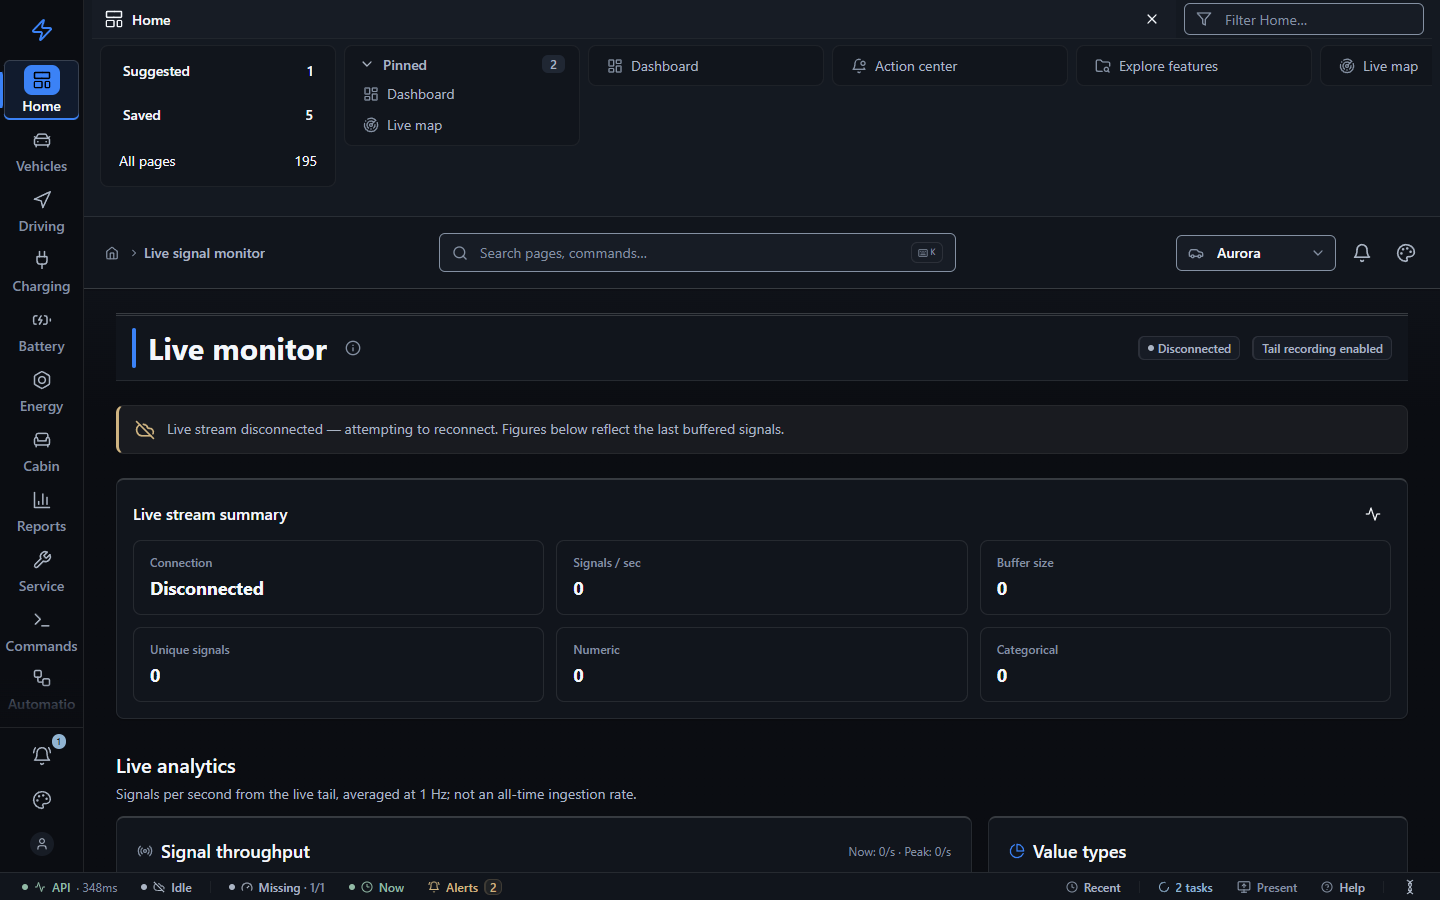 Home
Filter Home...
Suggested 1
Saved 5
All pages 195
Pinned 2
Dashboard
Live map
Dashboard
Action center
Explore features
Live map
Home
Vehicles
Driving
Charging
Battery
Energy
Cabin
Reports
Service
Commands
Automatio
1
Live signal monitor
Search pages, commands...
K
Aurora
Live monitor
Disconnected
Tail recording enabled
Live stream disconnected — attempting to reconnect. Figures below reflect the last buffered signals.
Live stream summary
Connection
Disconnected
Signals / sec
0
Buffer size
0
Unique signals
0
Numeric
0
Categorical
0
Live analytics
Signals per second from the live tail, averaged at 1 Hz; not an all-time ingestion rate.
Signal throughput
Now: 0/s · Peak: 0/s
Value types
API · 348ms
Idle
Missing · 1/1
Now
Alerts 2
Recent
2 tasks
Present
Help